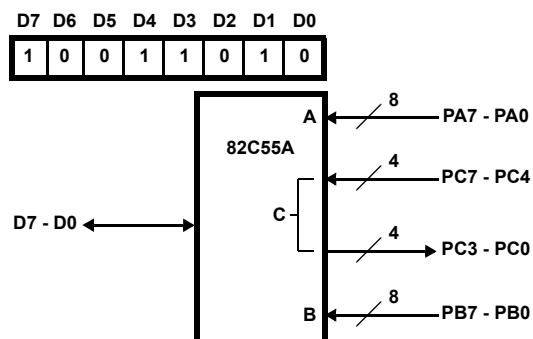 D7 D6 D5 D4 D3 D2 D1 D0
1 0 0 1 1 0 1 0
8
A PA7 - PA0
82C55A
4
PC7 - PC4
C
D7 - D0
4
PC3 - PC0
8
B PB7 - PB0